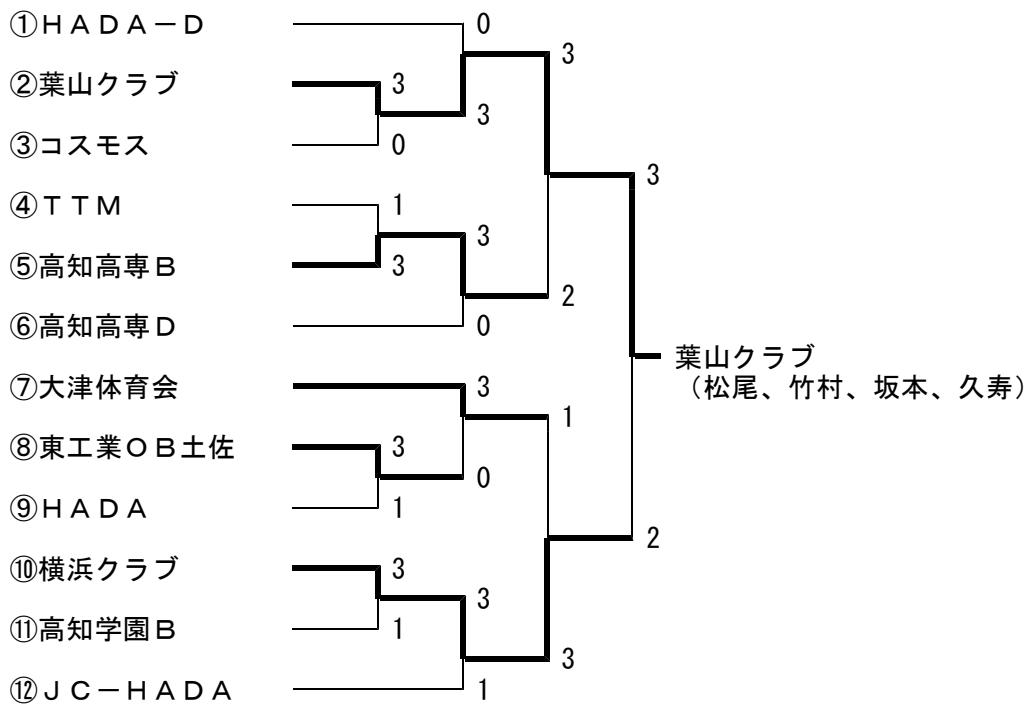 ①ＨＡＤＡ－Ｄ
0
3
②葉山クラブ
3
3
③コスモス
0
3
④ＴＴＭ
1
3
⑤高知高専Ｂ
3
2
⑥高知高専Ｄ
0
葉山クラブ
（松尾、竹村、坂本、久寿）
⑦大津体育会
3
1
⑧東工業ＯＢ土佐
3
0
⑨ＨＡＤＡ
1
2
⑩横浜クラブ
3
3
⑪高知学園Ｂ
1
3
⑫ＪＣ－ＨＡＤＡ
1